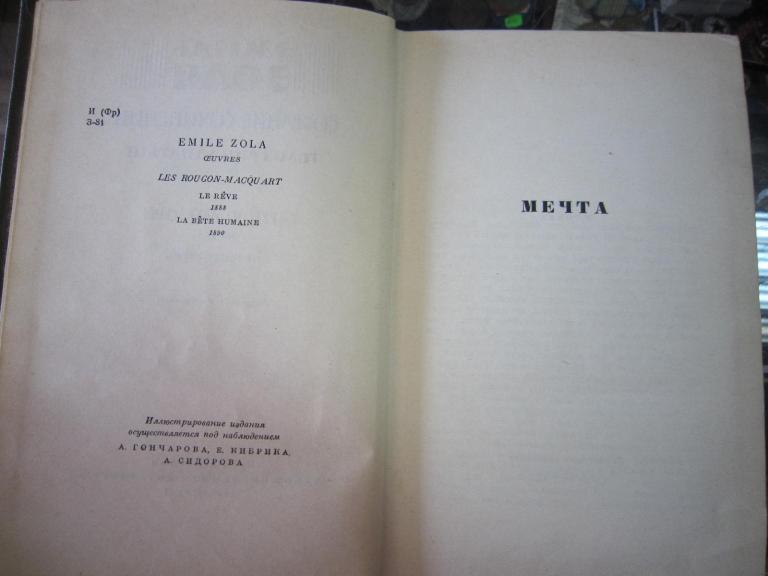 И (Фр)
З-81
EMILE ZOLA
ŒUVRES
LES ROUGON-MACQUART
LE RÊVE
1888
LA BÊTE HUMAINE
1890
Иллюстрирование издания
осуществляется под наблюдением
А. ГОНЧАРОВА, Е. КИБРИКА,
А. СИДОРОВА
МЕЧТА